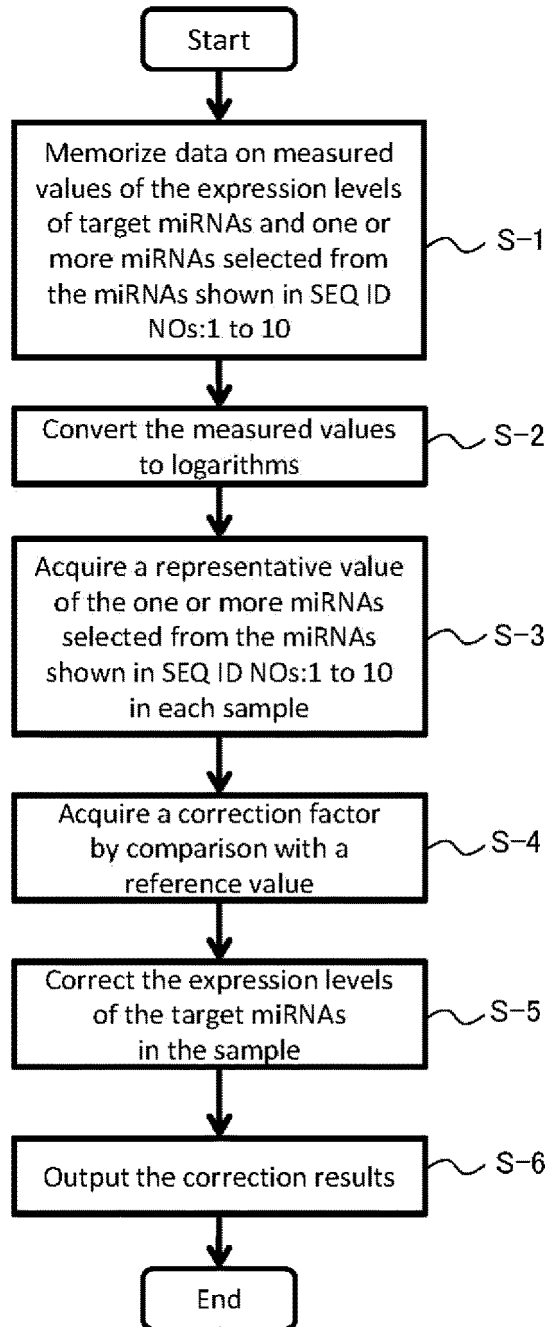 Start
Memorize data on measured
values of the expression levels
of target miRNAs and one or
more miRNAs selected from
the miRNAs shown in SEQ ID
NOs:1 to 10
S-1
Convert the measured values
to logarithms
S-2
Acquire a representative value
of the one or more miRNAs
selected from the miRNAs
shown in SEQ ID NOs:1 to 10
in each sample
S-3
Acquire a correction factor
by comparison with a
reference value
S-4
Correct the expression levels
of the target miRNAs
in the sample
S-5
Output the correction results
S-6
End